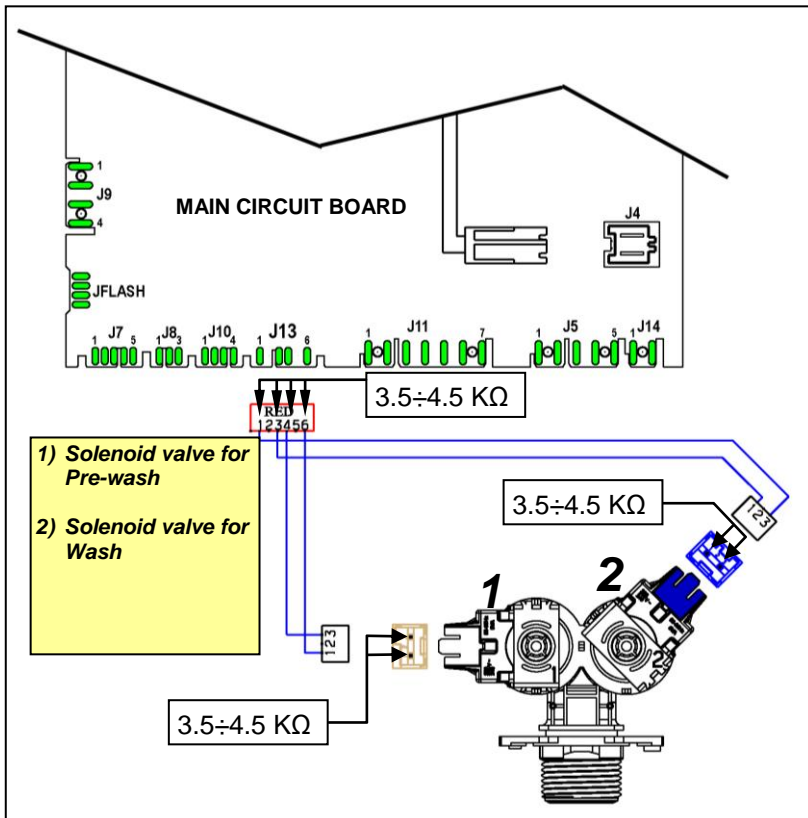 MAIN CIRCUIT BOARD
J4
1
J9
4
JFLASH
J7
J8
J10
J13
J11
J5
J14
1 5
1 3
1 4
1 6
1 7
1 5
1
3.5÷4.5 KΩ
RED
123456
1) Solenoid valve for
Pre-wash
2) Solenoid valve for
Wash
3.5÷4.5 KΩ
123
1
2
123
2
3.5÷4.5 KΩ